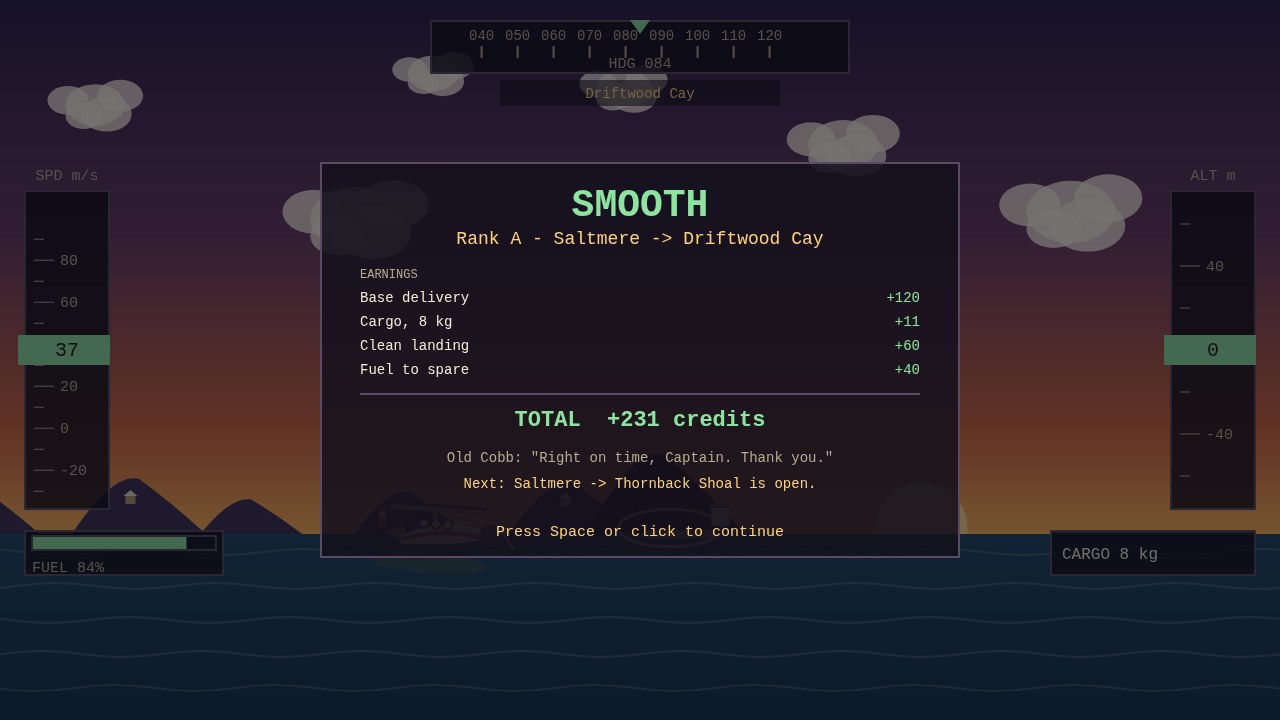 040 050 060 070 080 090 100 110 120
HDG 084
Driftwood Cay
SPD m/s
80
60
37
20
0
-20
ALT m
40
0
-40
SMOOTH
Rank A - Saltmere -> Driftwood Cay
EARNINGS
Base delivery +120
Cargo, 8 kg +11
Clean landing +60
Fuel to spare +40
TOTAL +231 credits
Old Cobb: "Right on time, Captain. Thank you."
Next: Saltmere -> Thornback Shoal is open.
Press Space or click to continue
FUEL 84%
CARGO 8 kg